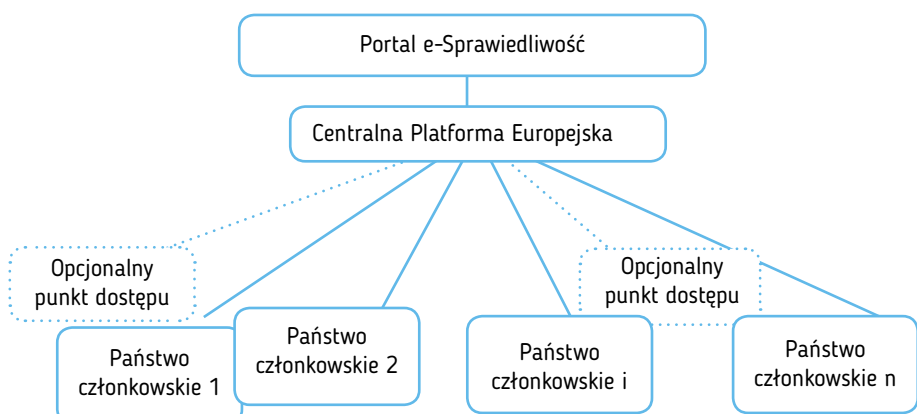 Portal e-Sprawiedliwość
Centralna Platforma Europejska
Opcjonalny
punkt dostępu
Opcjonalny
punkt dostępu
Państwo
członkowskie 1
Państwo
członkowskie 2
Państwo
członkowskie i
Państwo
członkowskie n